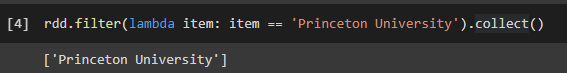 [4] rdd.filter(lambda item: item == 'Princeton University').collect()
['Princeton University']